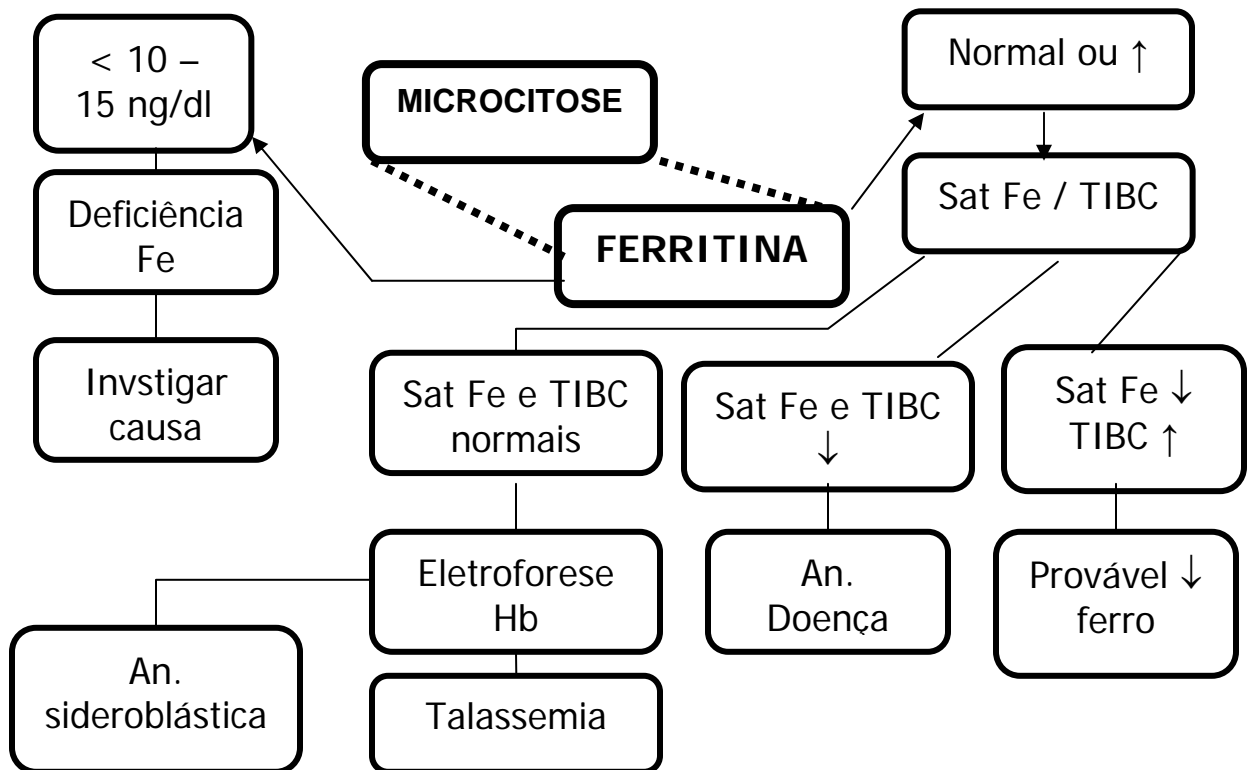 < 10 –
15 ng/dl
MICROCITOSE
Normal ou ↑
Deficiência
Fe
FERRITINA
Sat Fe / TIBC
Invstigar
causa
Sat Fe e TIBC
normais
Sat Fe e TIBC
↓
Sat Fe ↓
TIBC ↑
Eletroforese
Hb
An.
Doença
Provável ↓
ferro
An.
sideroblástica
Talassemia